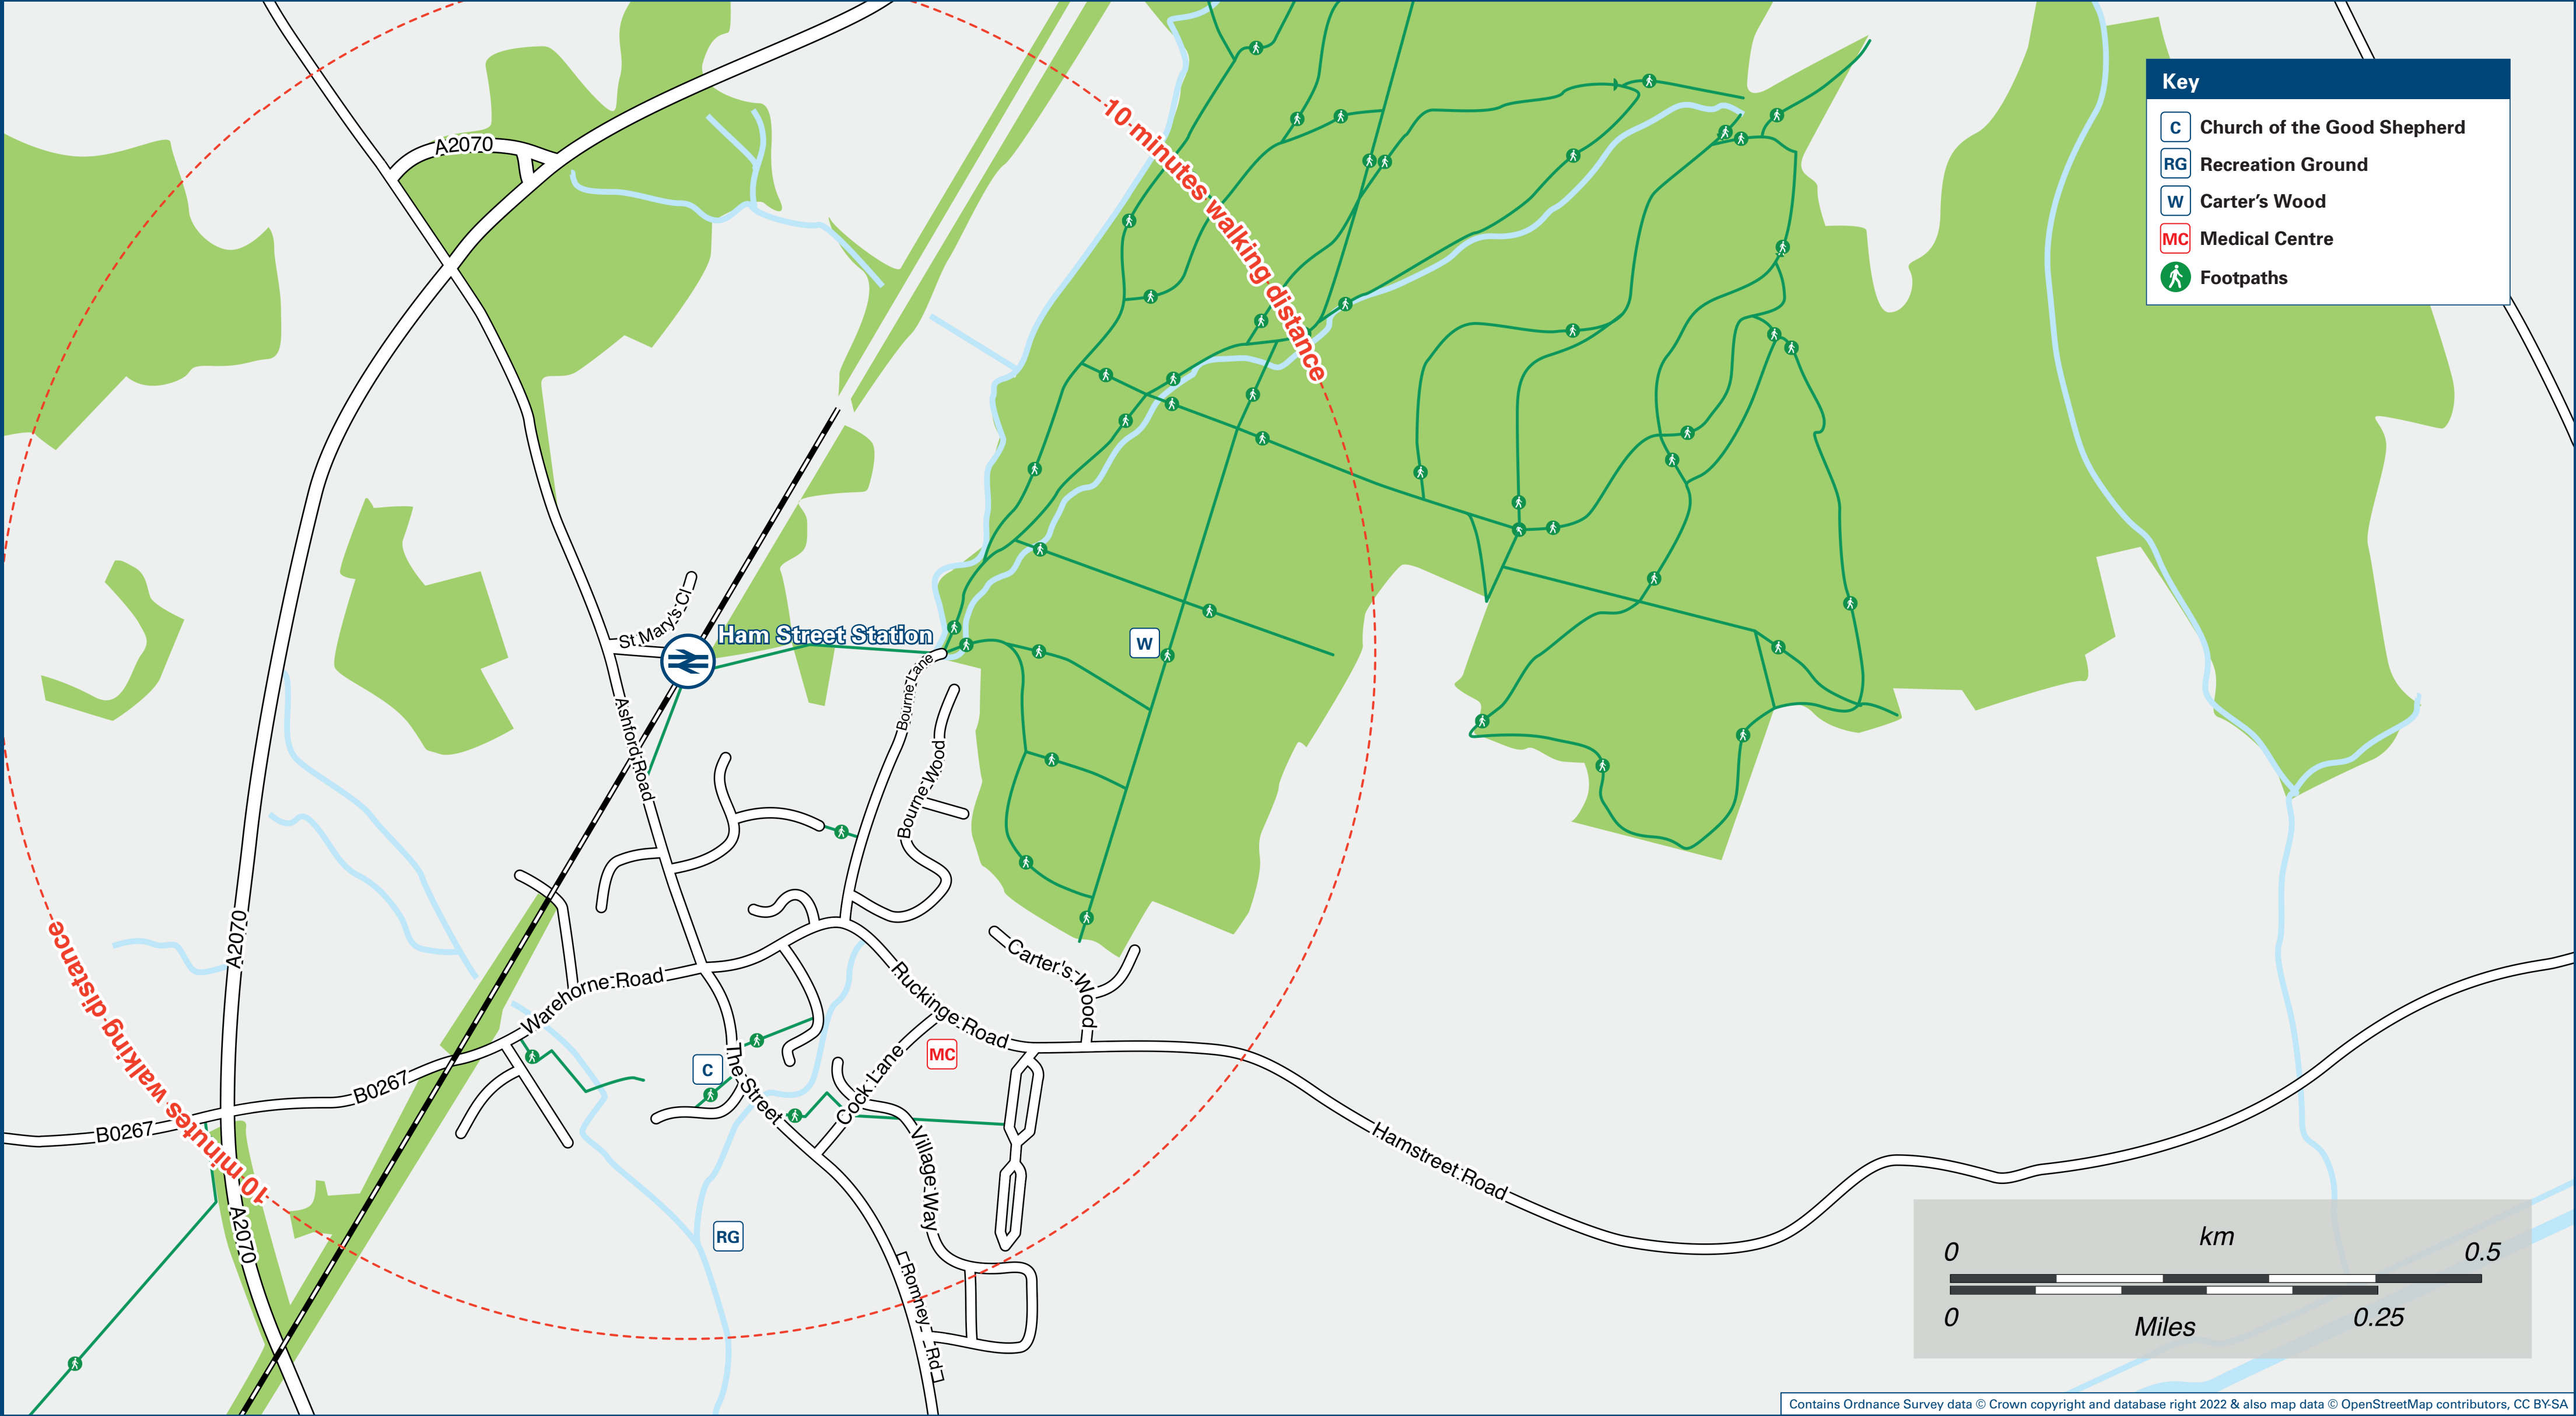 Key
C Church of the Good Shepherd
RG Recreation Ground
W Carter's Wood
MC Medical Centre
Footpaths
A2070
10 minutes walking distance
St Mary's Cl
Ham Street Station
W
Bourne Lane
Ashford Road
Bourne Wood
A2070
Carter's Wood
Warehorne Road
Ruckinge Road
10 minutes walking distance
The Street
C
MC
Cock Lane
B0267
B0267
Village Way
Hamstreet Road
A2070
RG
Romney Rd
km
0 0.5
0 0.25
Miles
Contains Ordnance Survey data © Crown copyright and database right 2022 & also map data © OpenStreetMap contributors, CC BY-SA